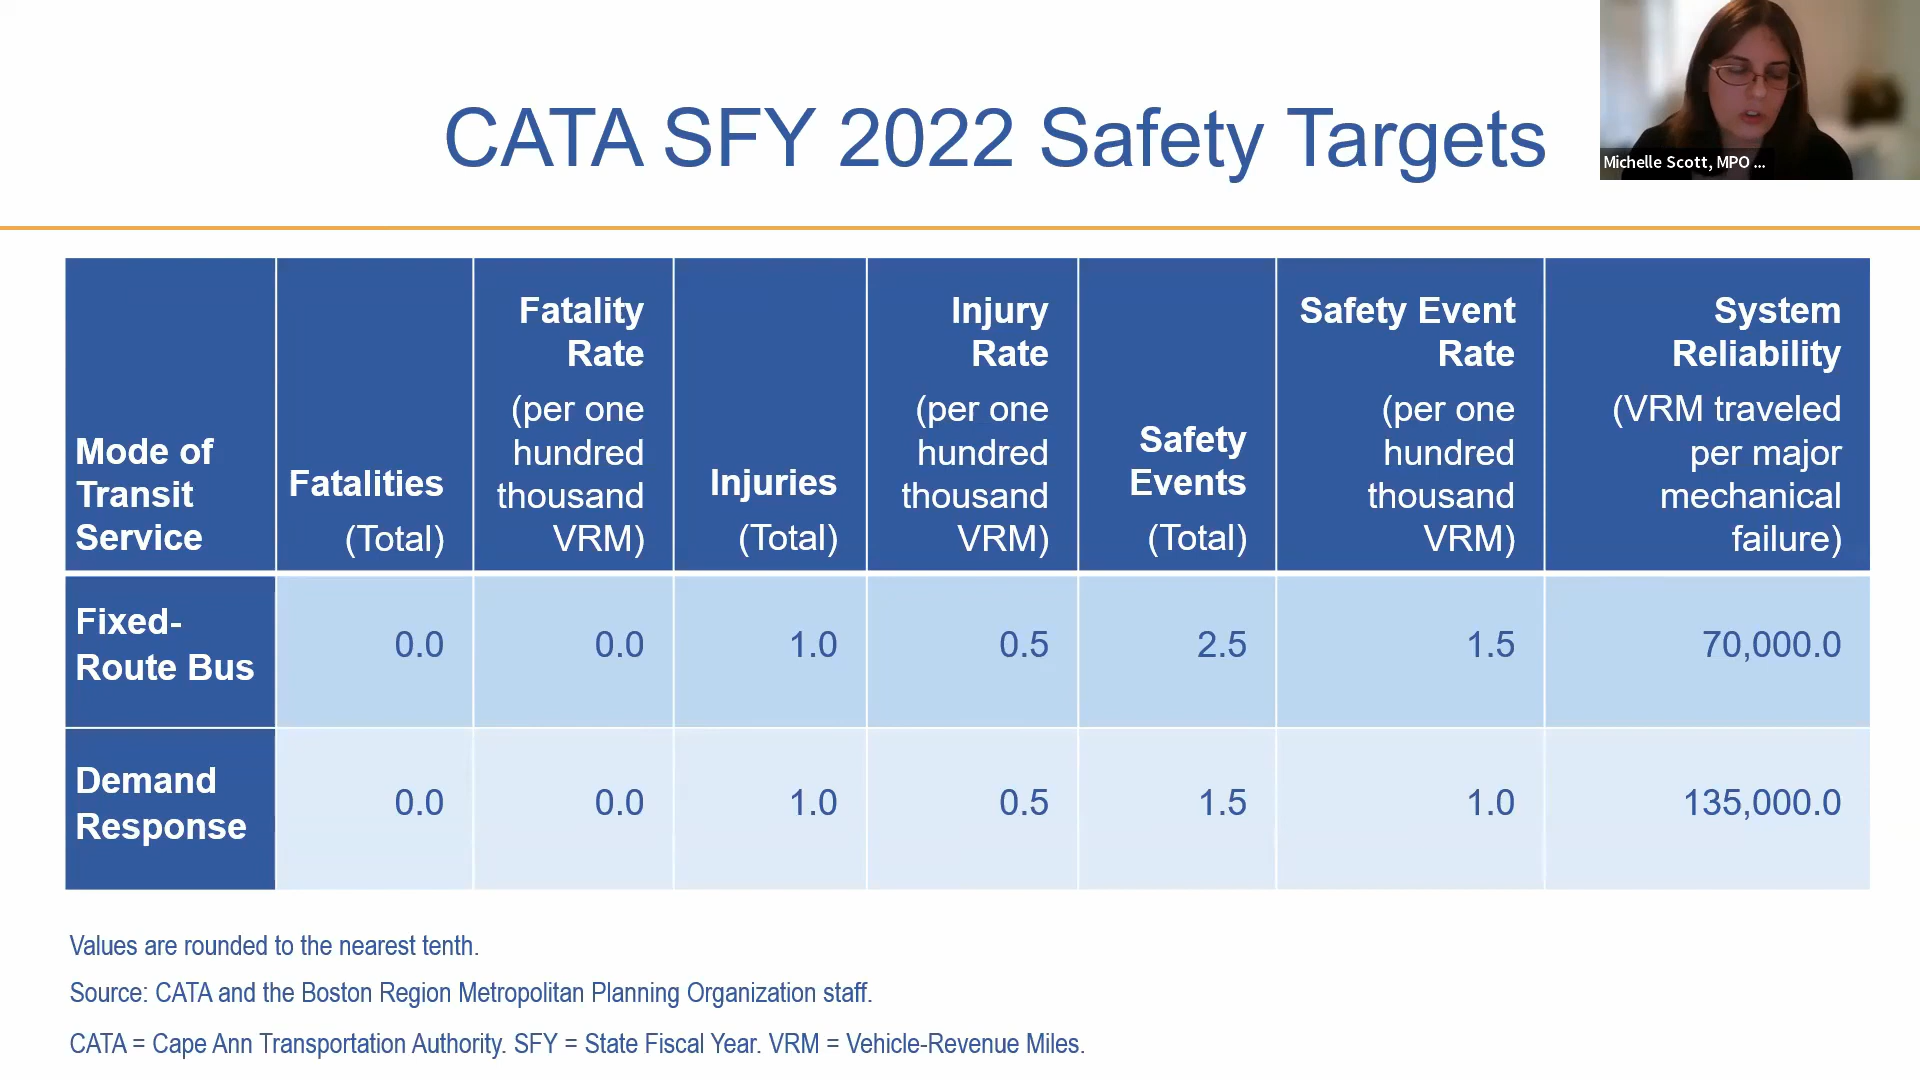 CATA SFY 2022 Safety Targets
Michelle Scott, MPO ...
Mode of
Transit
Service
Fatalities
(Total)
Fatality
Rate
(per one
hundred
thousand
VRM)
Injuries
(Total)
Injury
Rate
(per one
hundred
thousand
VRM)
Safety
Events
(Total)
Safety Event
Rate
(per one
hundred
thousand
VRM)
System
Reliability
(VRM traveled
per major
mechanical
failure)
Fixed-
Route Bus
0.0 0.0 1.0 0.5 2.5 1.5 70,000.0
Demand
Response
0.0 0.0 1.0 0.5 1.5 1.0 135,000.0
Values are rounded to the nearest tenth.
Source: CATA and the Boston Region Metropolitan Planning Organization staff.
CATA = Cape Ann Transportation Authority. SFY = State Fiscal Year. VRM = Vehicle-Revenue Miles.